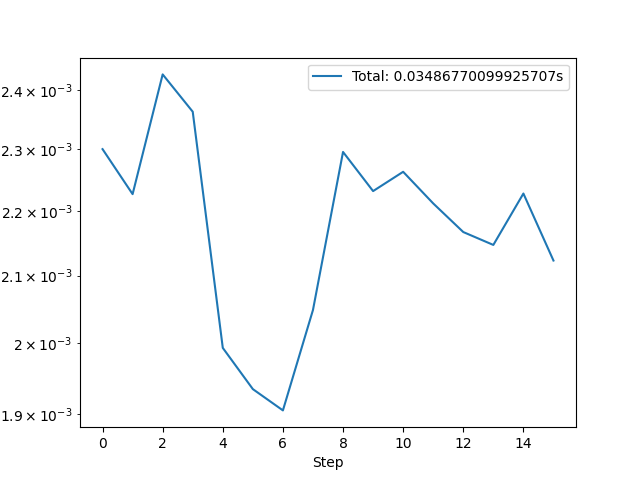 Total: 0.03486770099925707s
2.4 × 10⁻³
2.3 × 10⁻³
2.2 × 10⁻³
2.1 × 10⁻³
2 × 10⁻³
1.9 × 10⁻³
0 2 4 6 8 10 12 14
Step